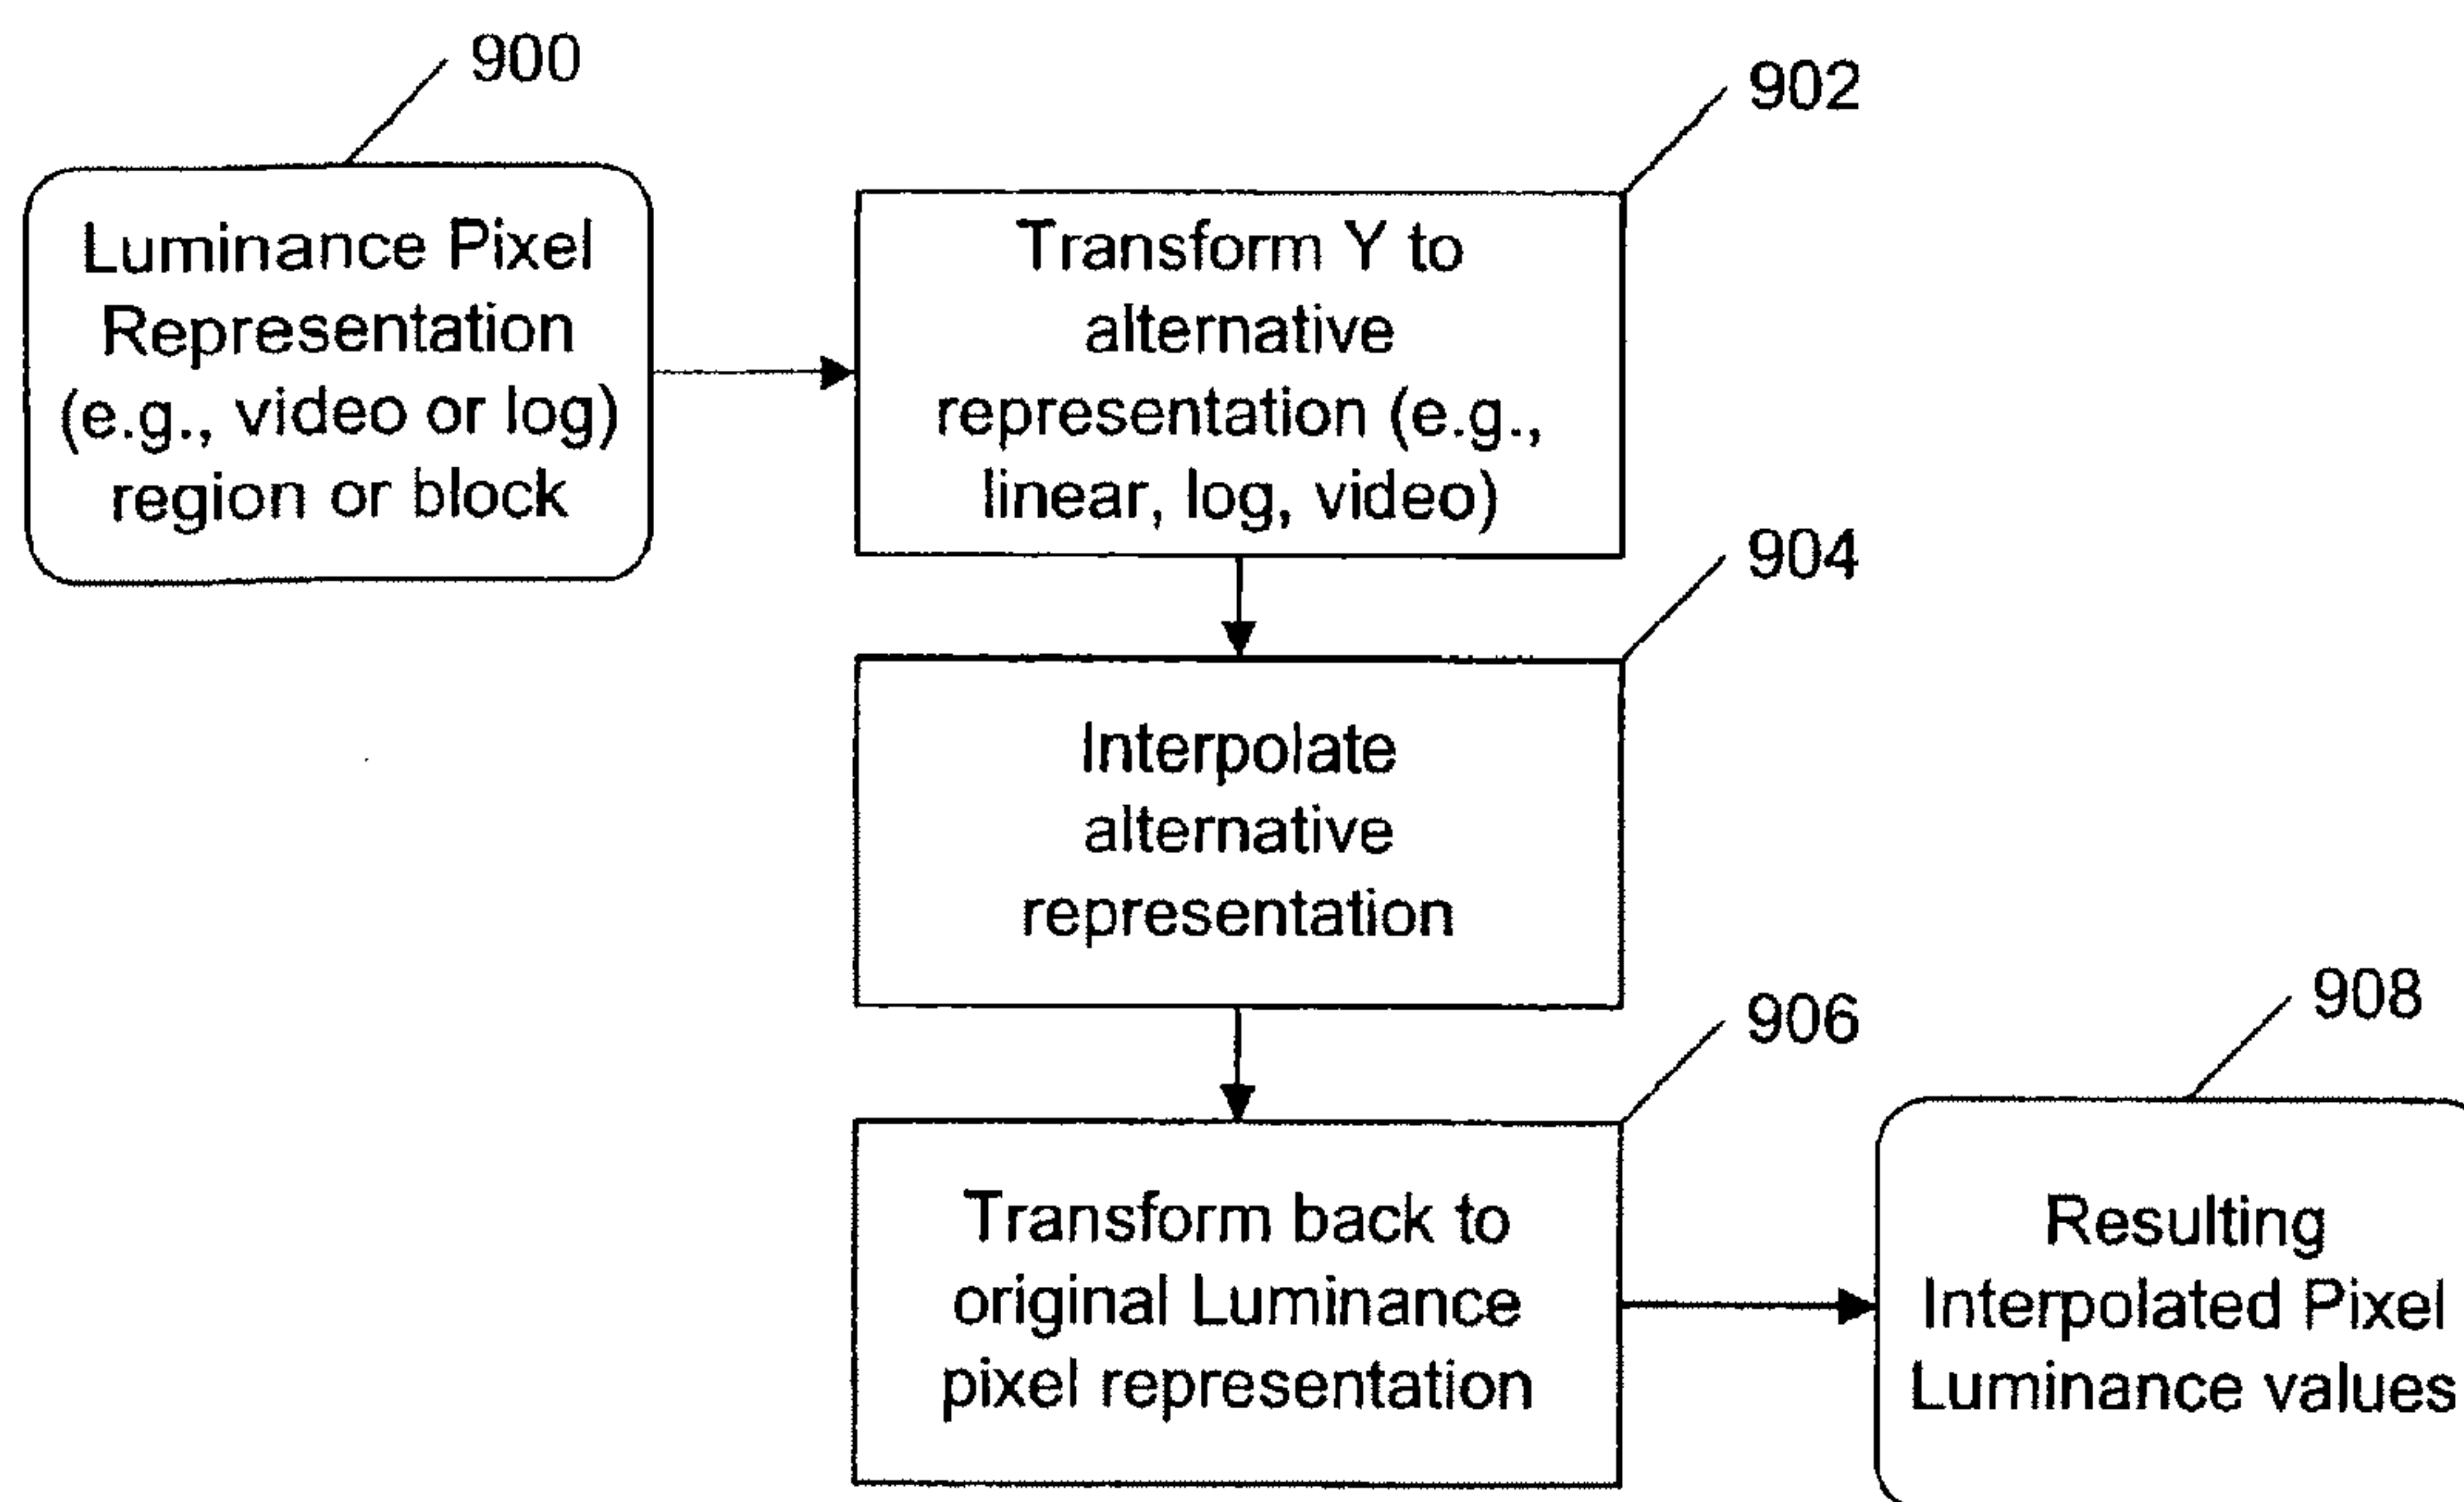 900
Luminance Pixel
Representation
(e.g., video or log)
region or block
902
Transform Y to
alternative
representation (e.g.,
linear, log, video)
904
Interpolate
alternative
representation
906
Transform back to
original Luminance
pixel representation
908
Resulting
Interpolated Pixel
Luminance values